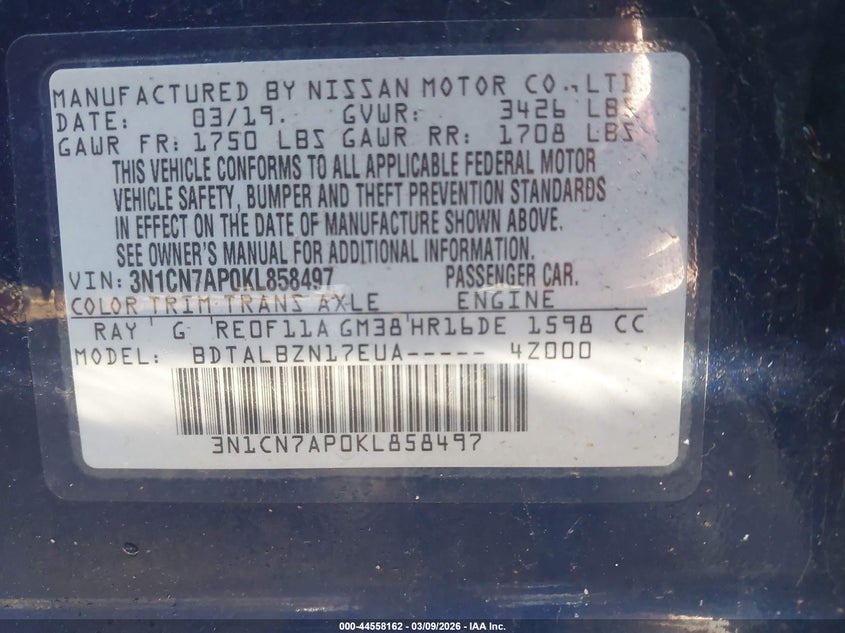 MANUFACTURED BY NISSAN MOTOR CO., LTD
DATE: 03/19. GVWR: 3426 LBS
GAWR FR: 1750 LBS GAWR RR: 1708 LBS
THIS VEHICLE CONFORMS TO ALL APPLICABLE FEDERAL MOTOR
VEHICLE SAFETY, BUMPER AND THEFT PREVENTION STANDARDS
IN EFFECT ON THE DATE OF MANUFACTURE SHOWN ABOVE.
SEE OWNER'S MANUAL FOR ADDITIONAL INFORMATION.
VIN: 3N1CN7AP0KL858497 PASSENGER CAR.
COLOR TRIM TRANS AXLE ENGINE
RAY G RE0F11A GM38 HR16DE 1598 CC
MODEL: BDTALBZN17EUA----- 4Z000
3N1CN7AP0KL858497
000-44558162 - 03/09/2026 - IAA Inc.